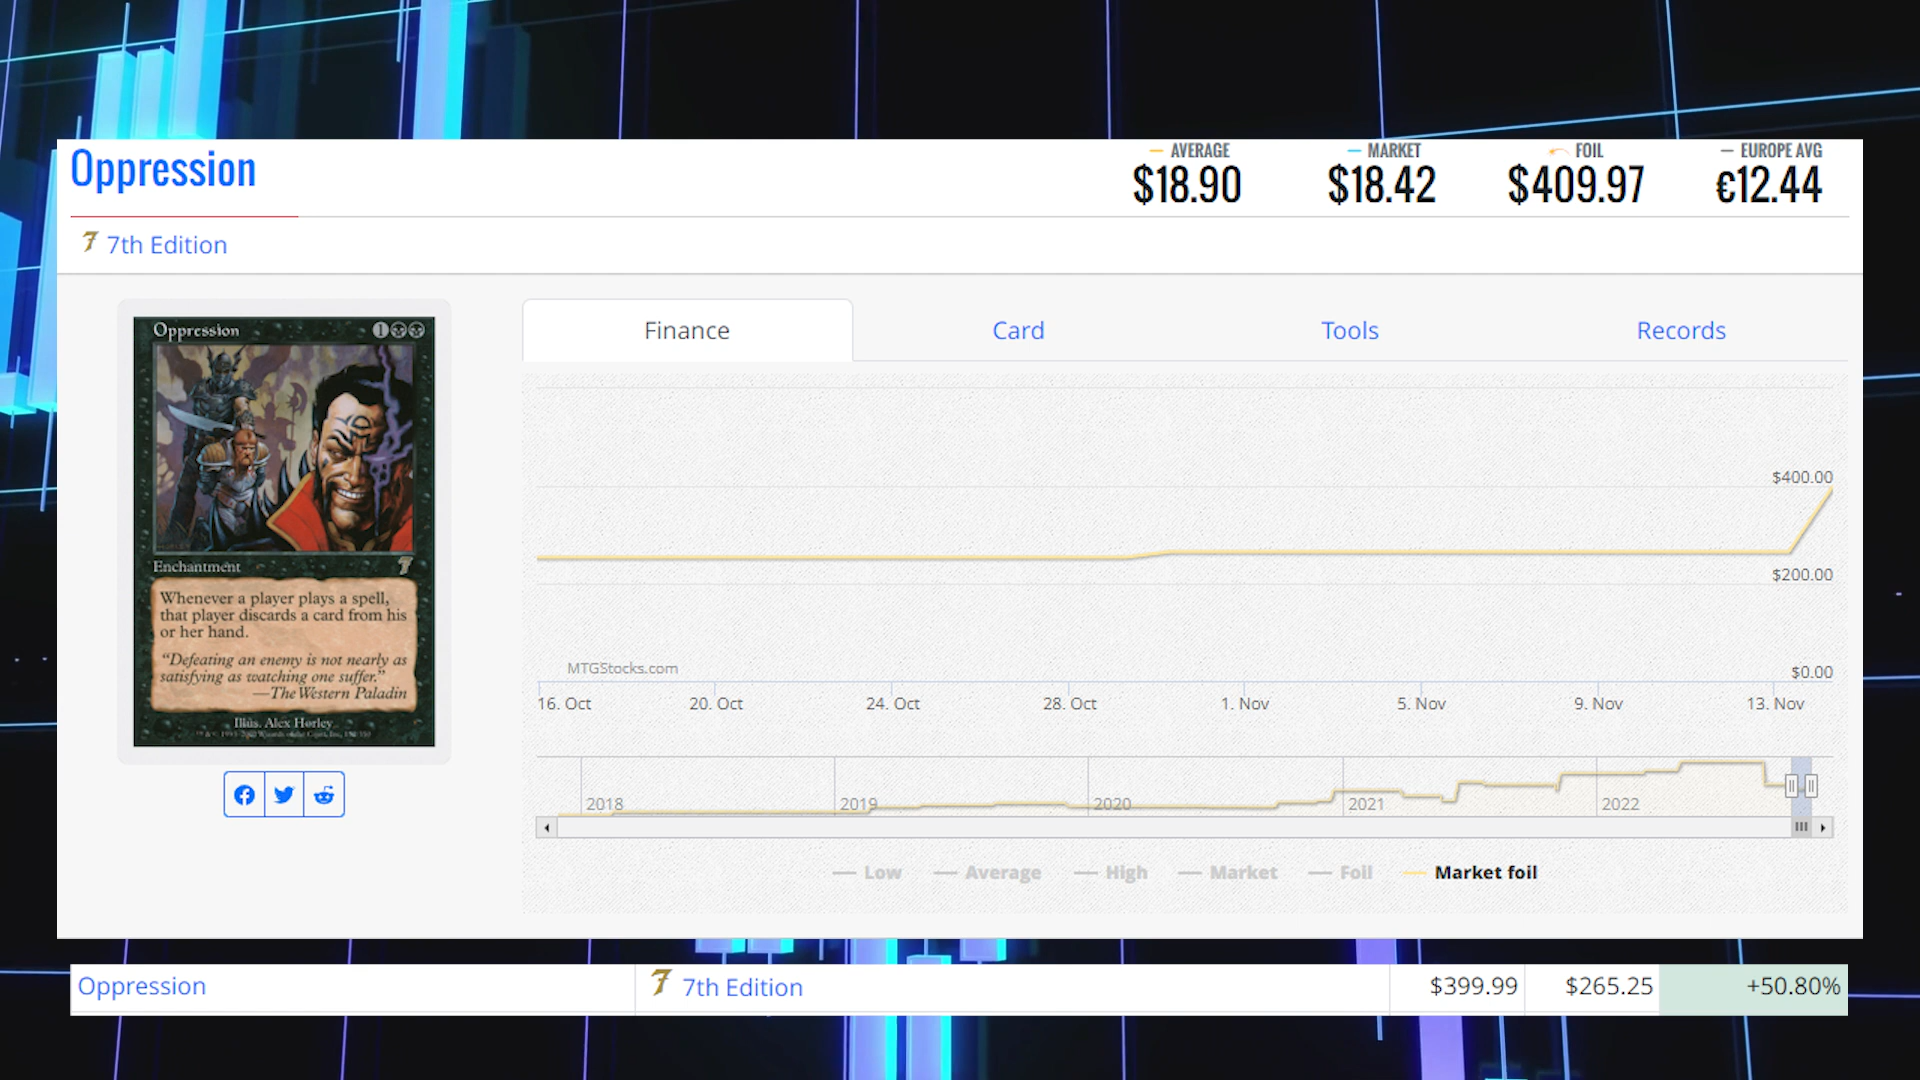 Oppression
AVERAGE
$18.90
MARKET
$18.42
FOIL
$409.97
EUROPE AVG
€12.44
7 7th Edition
Oppression 1
Enchantment 7
Whenever a player plays a spell,
that player discards a card from his
or her hand.
“Defeating an enemy is not nearly as
satisfying as watching one suffer.”
—The Western Paladin
Illus. Alex Horley
Finance
Card
Tools
Records
$400.00
$200.00
$0.00
MTGStocks.com
16. Oct
20. Oct
24. Oct
28. Oct
1. Nov
5. Nov
9. Nov
13. Nov
2018
2019
2020
2021
2022
Low
Average
High
Market
Foil
Market foil
Oppression
7 7th Edition
$399.99
$265.25
+50.80%